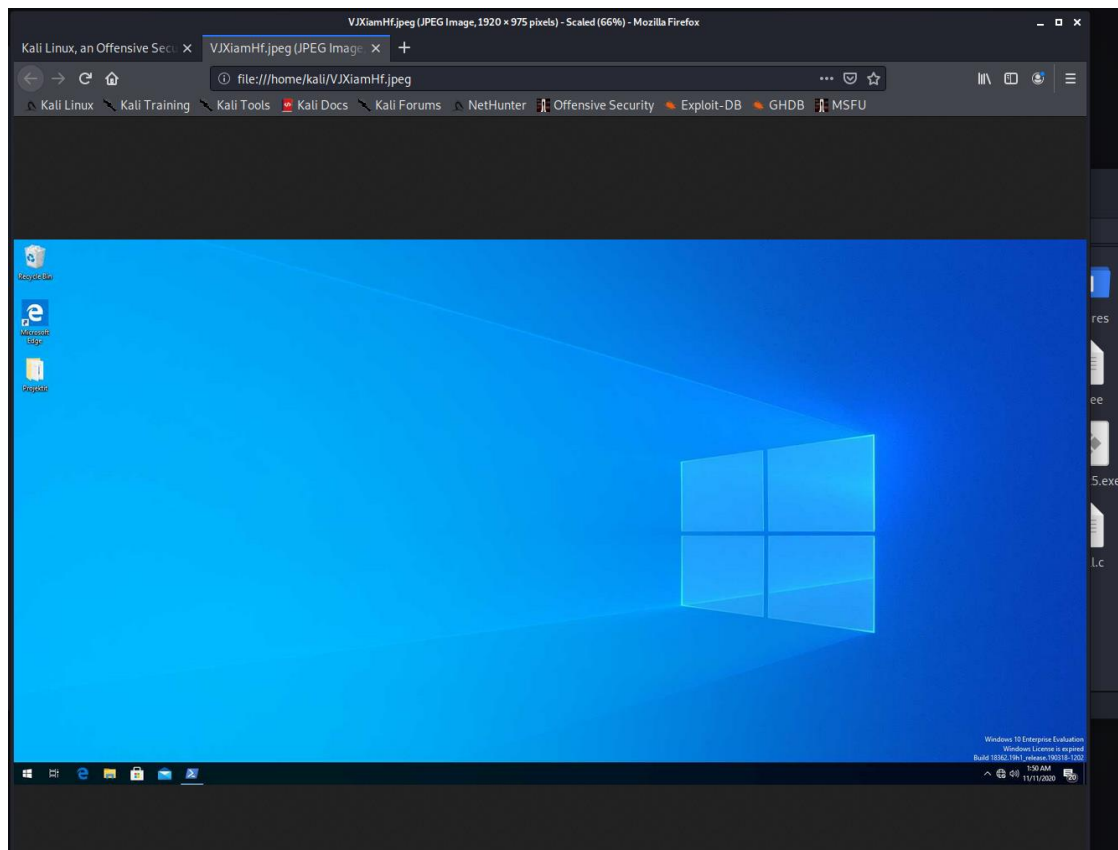 VJXiamHf.jpeg (JPEG Image, 1920 × 975 pixels) - Scaled (66%) - Mozilla Firefox
Kali Linux, an Offensive Secu
VJXiamHf.jpeg (JPEG Image,
file:///home/kali/VJXiamHf.jpeg
Kali Linux Kali Training Kali Tools Kali Docs Kali Forums NetHunter Offensive Security Exploit-DB GHDB MSFU
Recycle Bin
Microsoft
Edge
Projekte
res
ee
5.exe
l.c
Windows 10 Enterprise Evaluation
Windows License is expired
Build 18362.19h1_release.190318-1202
1:50 AM
11/11/2020
20